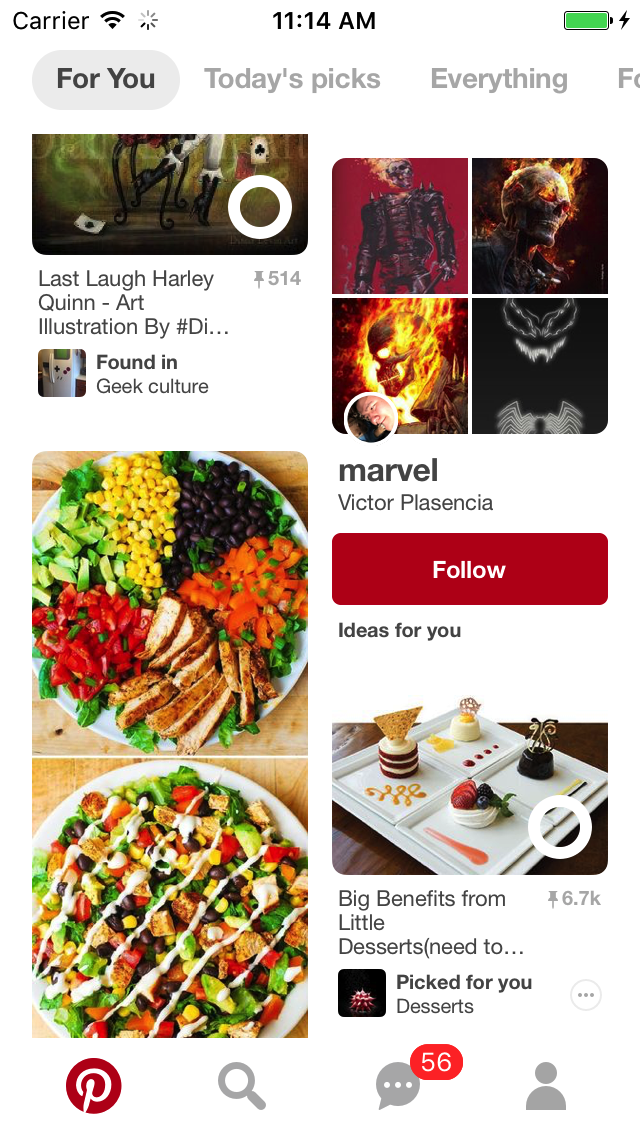 Carrier
11:14 AM
For You
Today's picks
Everything
Fo
Last Laugh Harley
Quinn - Art
Illustration By #Di...
514
Found in
Geek culture
marvel
Victor Plasencia
Follow
Ideas for you
Big Benefits from
Little
Desserts(need to...
6.7k
Picked for you
Desserts
56